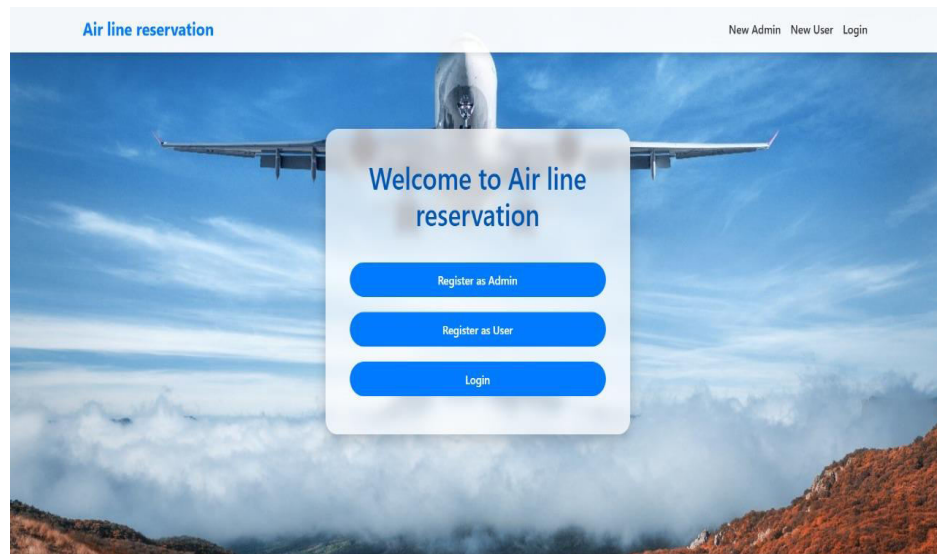 Air line reservation
New Admin New User Login
Welcome to Air line
reservation
Register as Admin
Register as User
Login